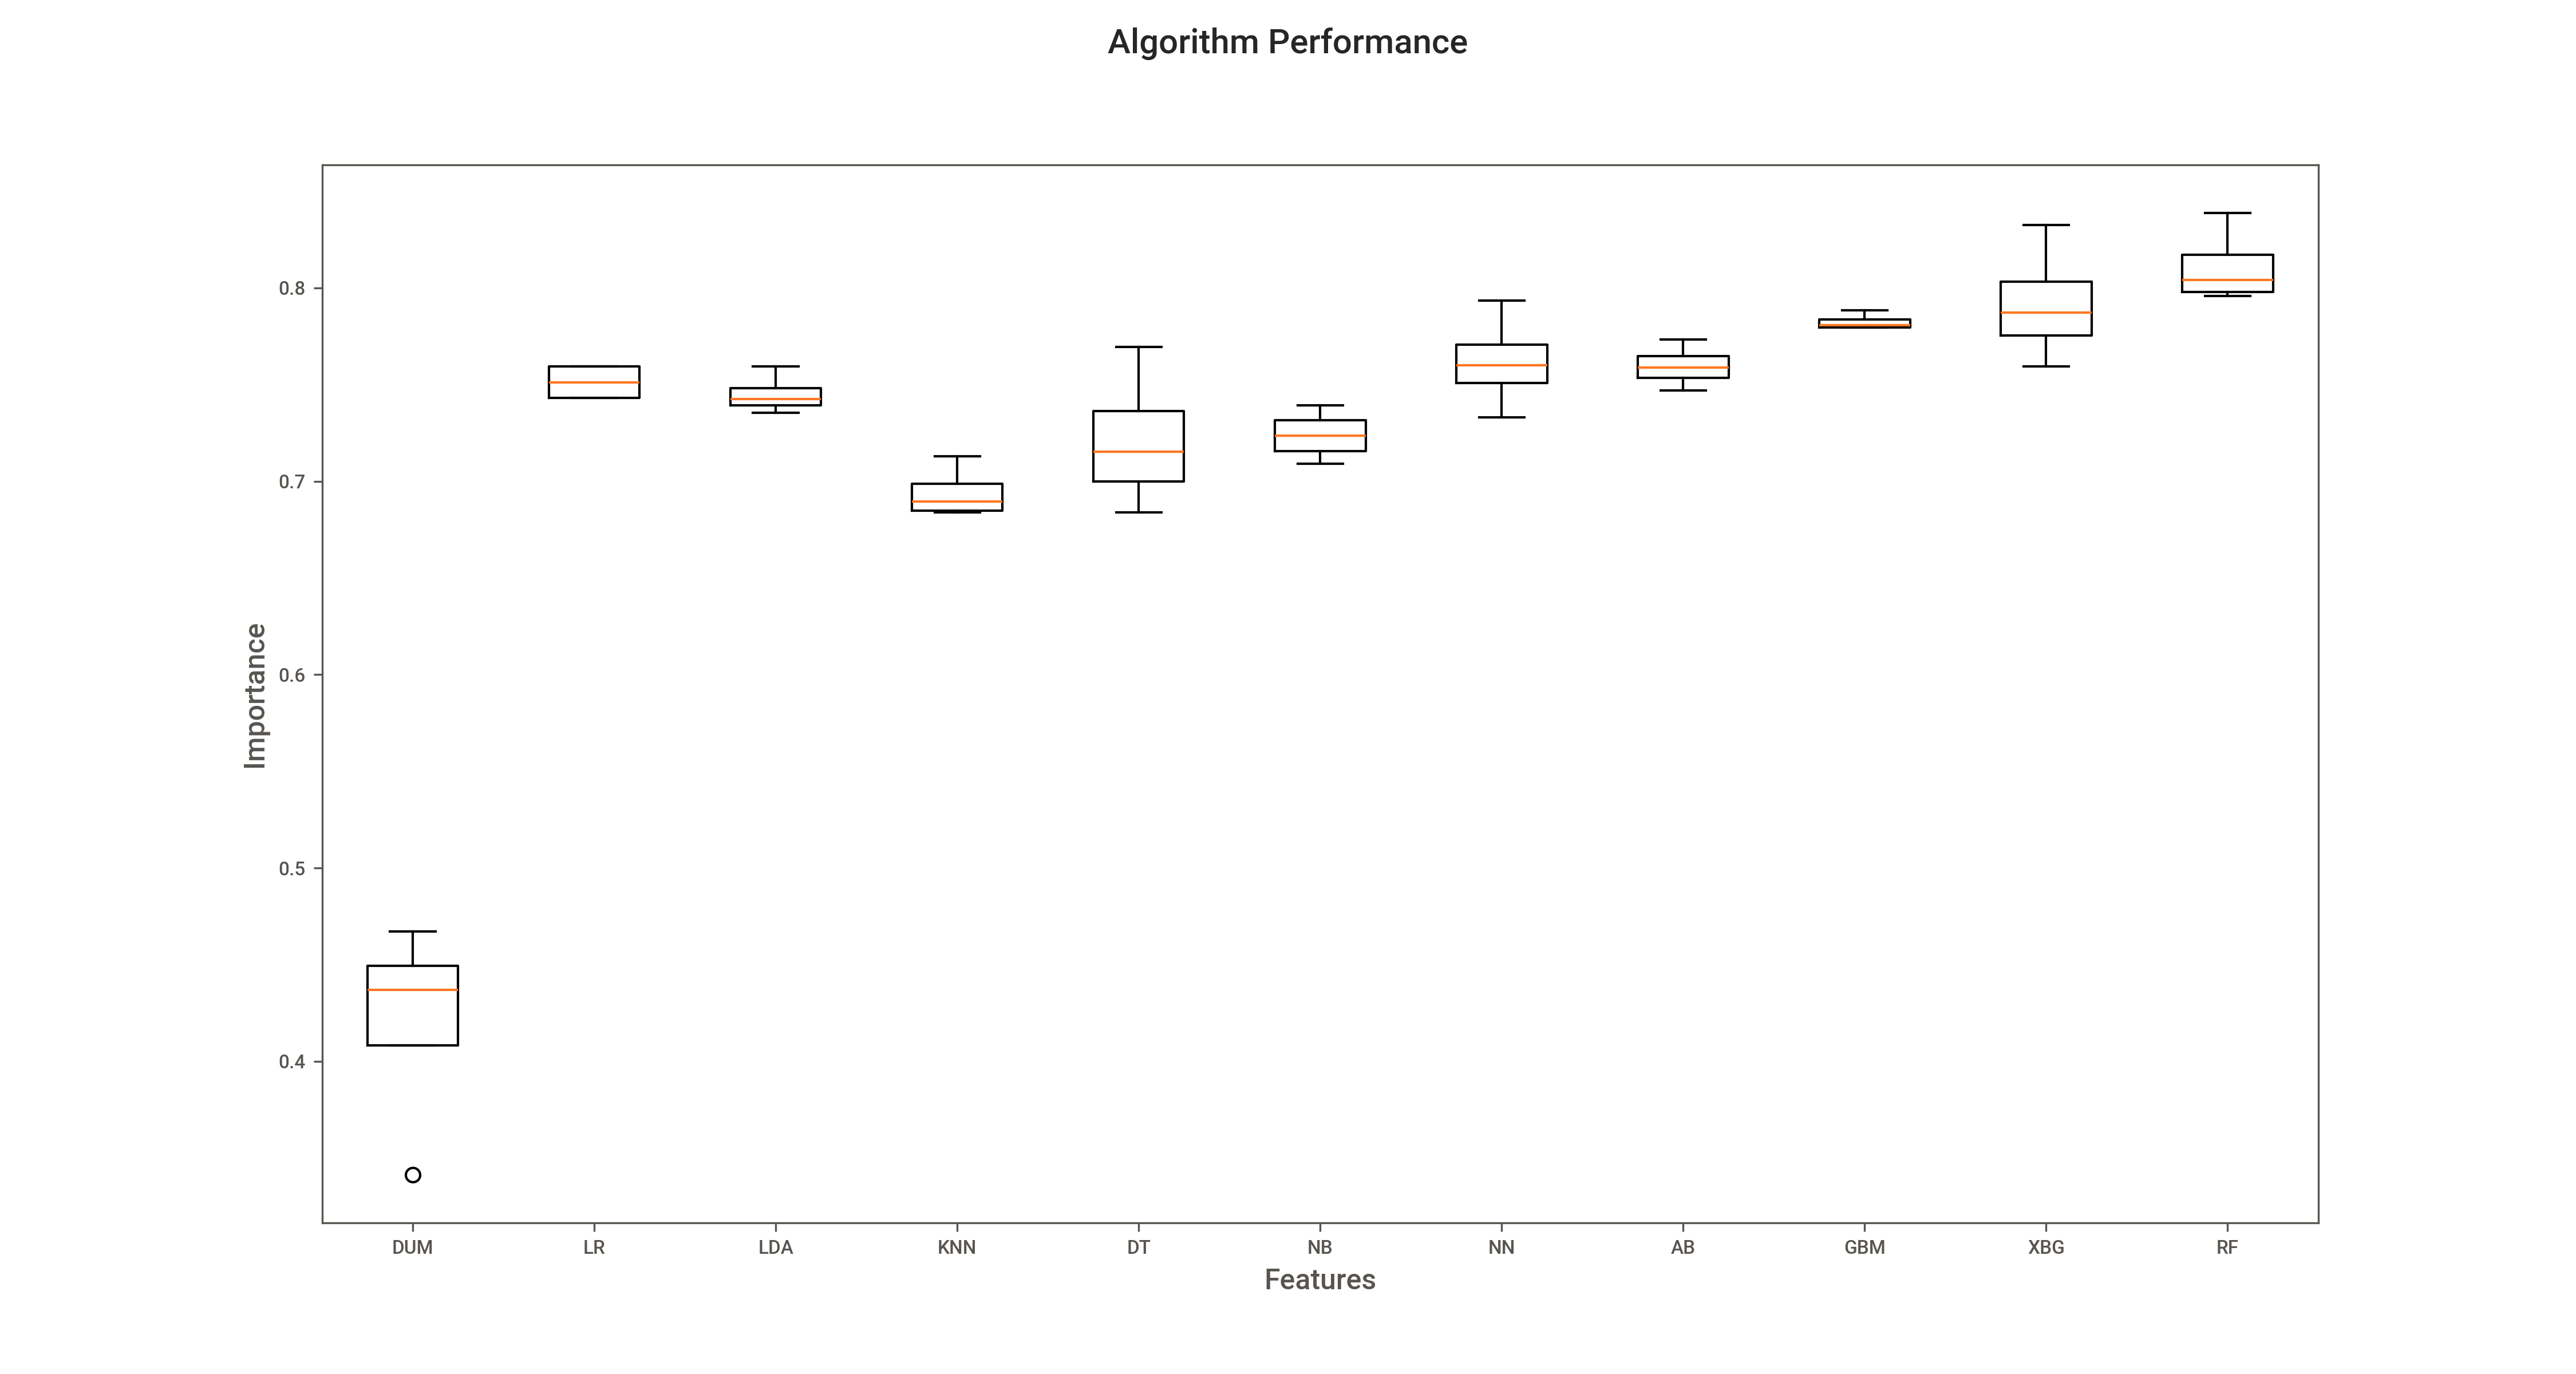 Algorithm Performance
Importance
0.8
0.7
0.6
0.5
0.4
DUM LR LDA KNN DT NB NN AB GBM XBG RF
Features